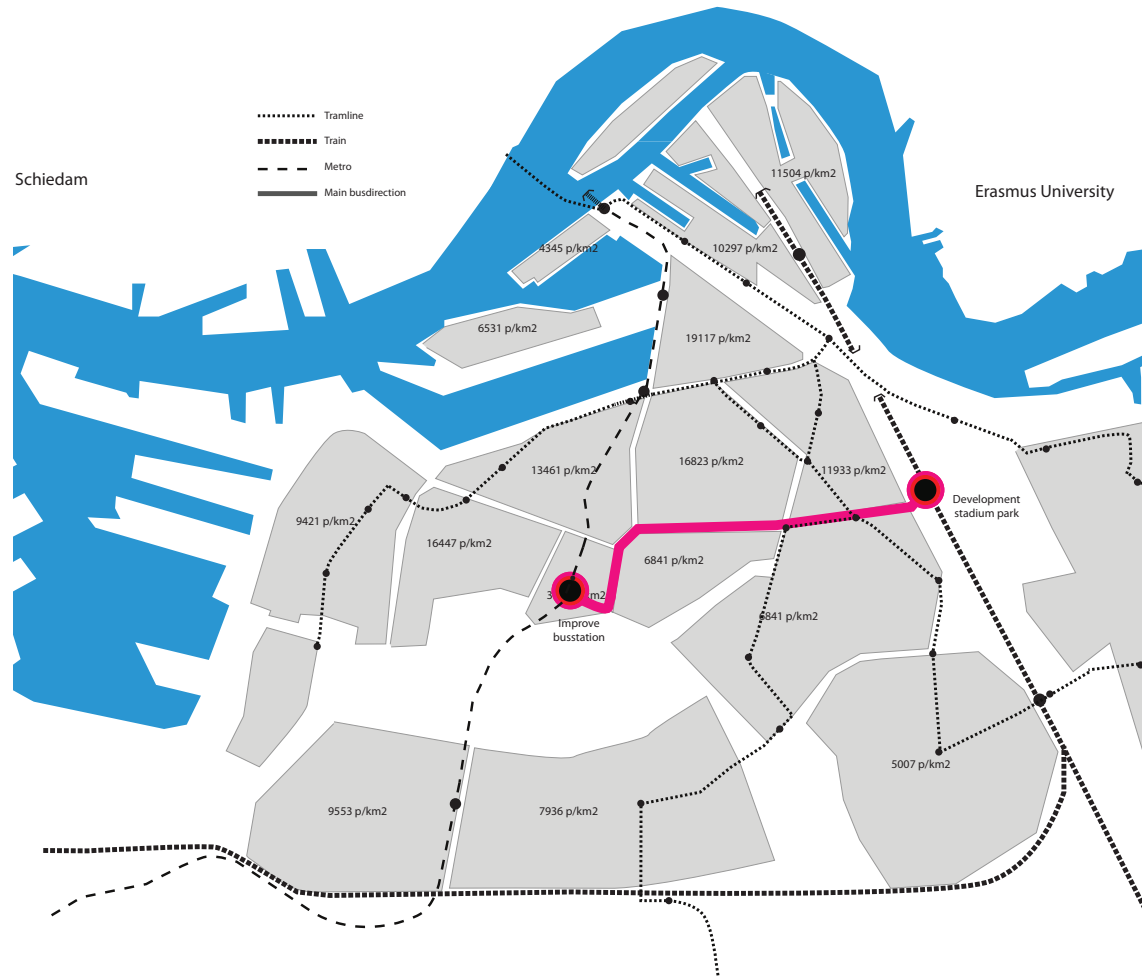 Tramline
Train
Schiedam
Metro
Main busdirection
11504 p/km2
Erasmus University
4345 p/km2
10297 p/km2
6531 p/km2
19117 p/km2
13461 p/km2
16823 p/km2
11933 p/km2
Development
stadium park
9421 p/km2
16447 p/km2
6841 p/km2
Improve
busstation
6841 p/km2
5007 p/km2
9553 p/km2
7936 p/km2